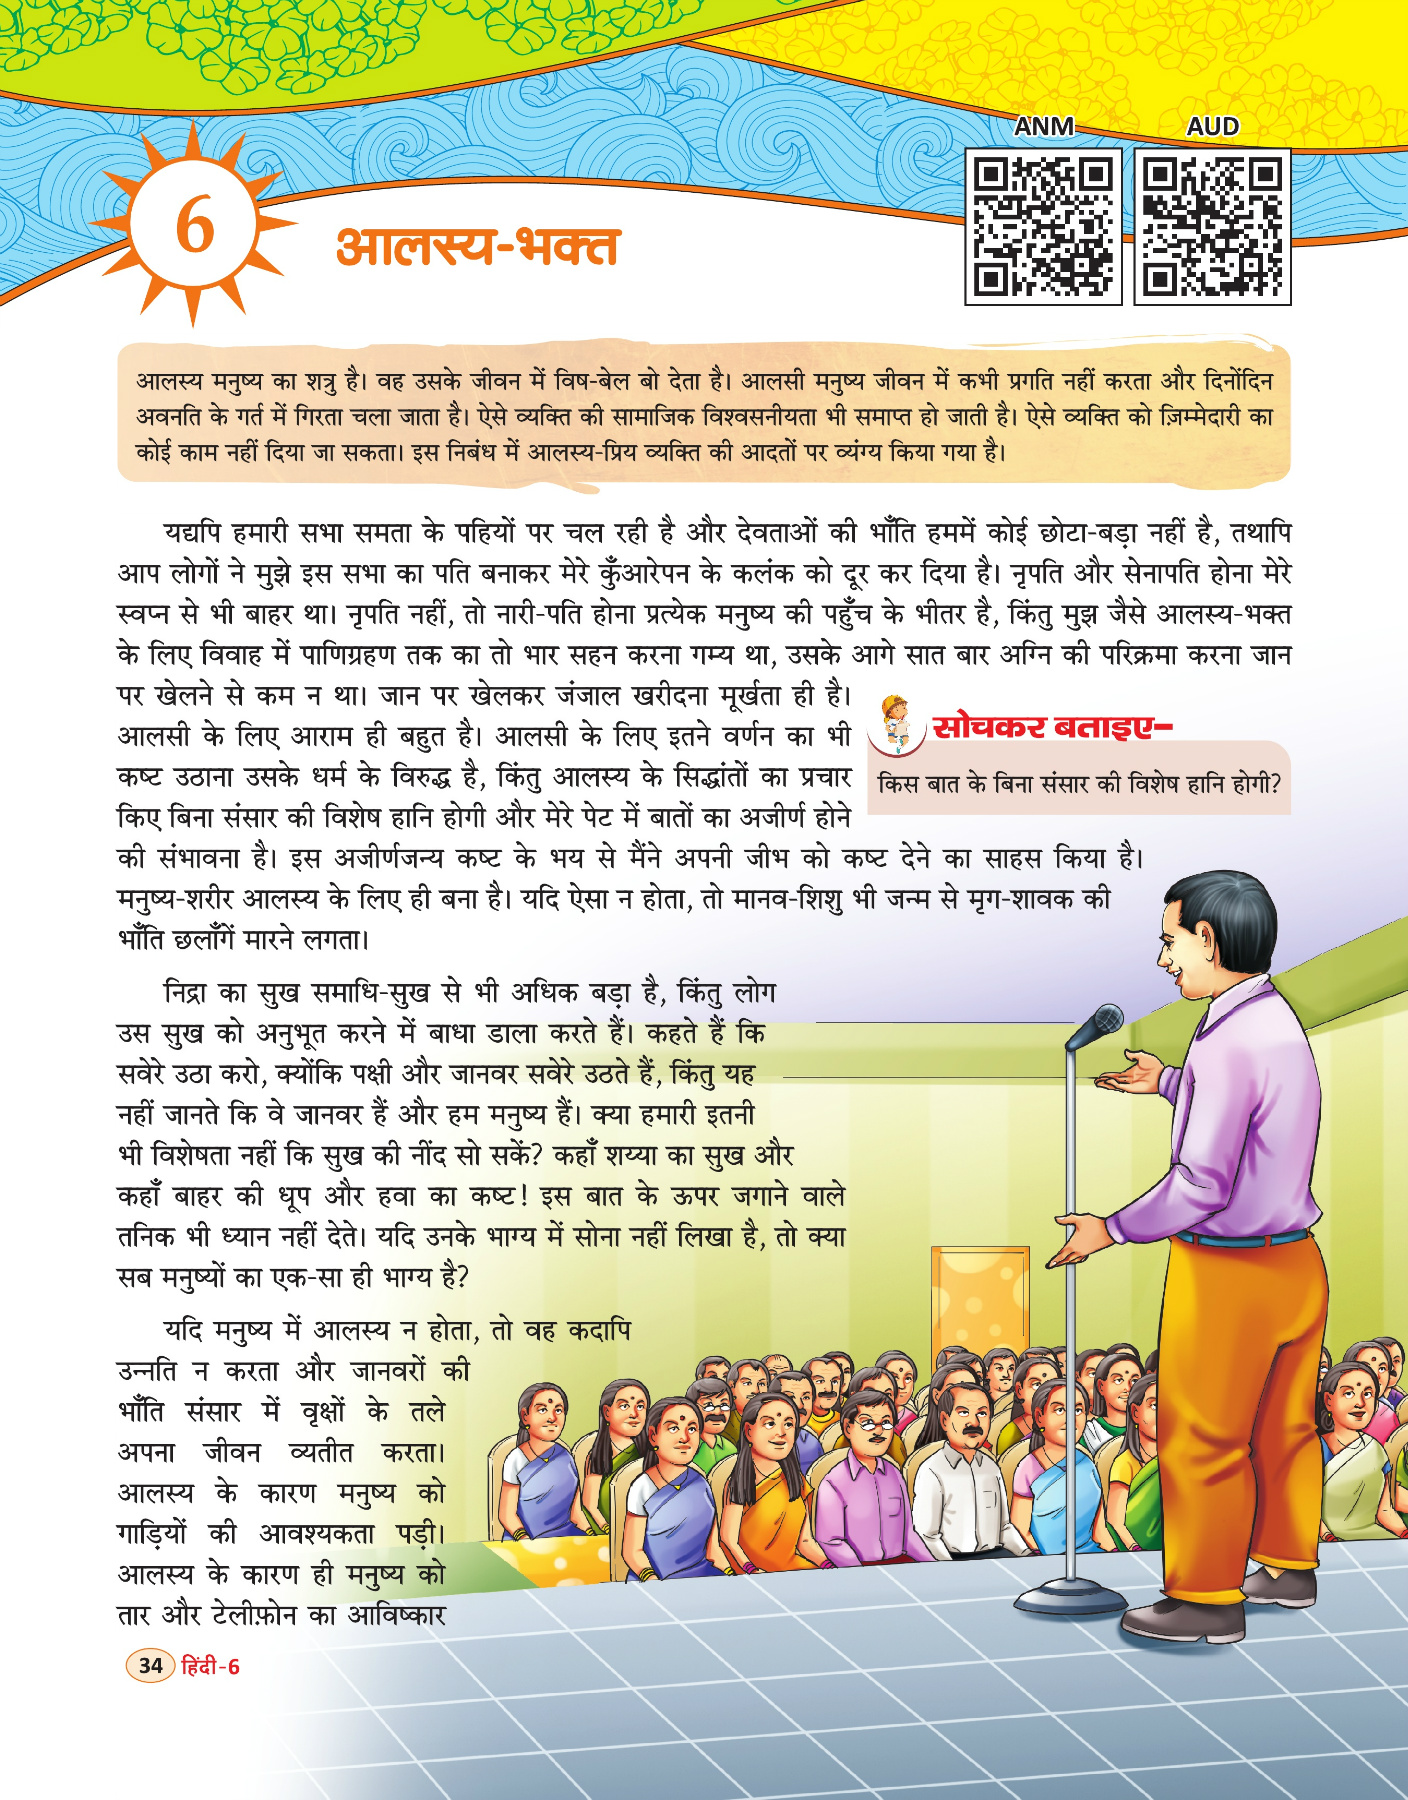 ANM
AUD
6
आलस्य-भक्त
आलस्य मनुष्य का शत्रु है। वह उसके जीवन में विष-बेल बो देता है। आलसी मनुष्य जीवन में कभी प्रगति नहीं करता और दिनोंदिन
अवनति के गर्त में गिरता चला जाता है। ऐसे व्यक्ति की सामाजिक विश्वसनीयता भी समाप्त हो जाती है। ऐसे व्यक्ति को ज़िम्मेदारी का
कोई काम नहीं दिया जा सकता। इस निबंध में आलस्य-प्रिय व्यक्ति की आदतों पर व्यंग्य किया गया है।
यद्यपि हमारी सभा समता के पहियों पर चल रही है और देवताओं की भाँति हममें कोई छोटा-बड़ा नहीं है, तथापि
आप लोगों ने मुझे इस सभा का पति बनाकर मेरे कुँआरेपन के कलंक को दूर कर दिया है। नृपति और सेनापति होना मेरे
स्वप्न से भी बाहर था। नृपति नहीं, तो नारी-पति होना प्रत्येक मनुष्य की पहुँच के भीतर है, किंतु मुझ जैसे आलस्य-भक्त
के लिए विवाह में पाणिग्रहण तक का तो भार सहन करना गम्य था, उसके आगे सात बार अग्नि की परिक्रमा करना जान
पर खेलने से कम न था। जान पर खेलकर जंजाल खरीदना मूर्खता ही है।
आलसी के लिए आराम ही बहुत है। आलसी के लिए इतने वर्णन का भी
कष्ट उठाना उसके धर्म के विरुद्ध है, किंतु आलस्य के सिद्धांतों का प्रचार
किए बिना संसार की विशेष हानि होगी और मेरे पेट में बातों का अजीर्ण होने
की संभावना है। इस अजीर्णजन्य कष्ट के भय से मैंने अपनी जीभ को कष्ट देने का साहस किया है।
मनुष्य-शरीर आलस्य के लिए ही बना है। यदि ऐसा न होता, तो मानव-शिशु भी जन्म से मृग-शावक की
भाँति छलाँगें मारने लगता।
सोचकर बताइए–
किस बात के बिना संसार की विशेष हानि होगी?
निद्रा का सुख समाधि-सुख से भी अधिक बड़ा है, किंतु लोग
उस सुख को अनुभूत करने में बाधा डाला करते हैं। कहते हैं कि
सवेरे उठा करो, क्योंकि पक्षी और जानवर सवेरे उठते हैं, किंतु यह
नहीं जानते कि वे जानवर हैं और हम मनुष्य हैं। क्या हमारी इतनी
भी विशेषता नहीं कि सुख की नींद सो सकें? कहाँ शय्या का सुख और
कहाँ बाहर की धूप और हवा का कष्ट! इस बात के ऊपर जगाने वाले
तनिक भी ध्यान नहीं देते। यदि उनके भाग्य में सोना नहीं लिखा है, तो क्या
सब मनुष्यों का एक-सा ही भाग्य है?
यदि मनुष्य में आलस्य न होता, तो वह कदापि
उन्नति न करता और जानवरों की
भाँति संसार में वृक्षों के तले
अपना जीवन व्यतीत करता।
आलस्य के कारण मनुष्य को
गाड़ियों की आवश्यकता पड़ी।
आलस्य के कारण ही मनुष्य को
तार और टेलीफ़ोन का आविष्कार
34 हिंदी-6